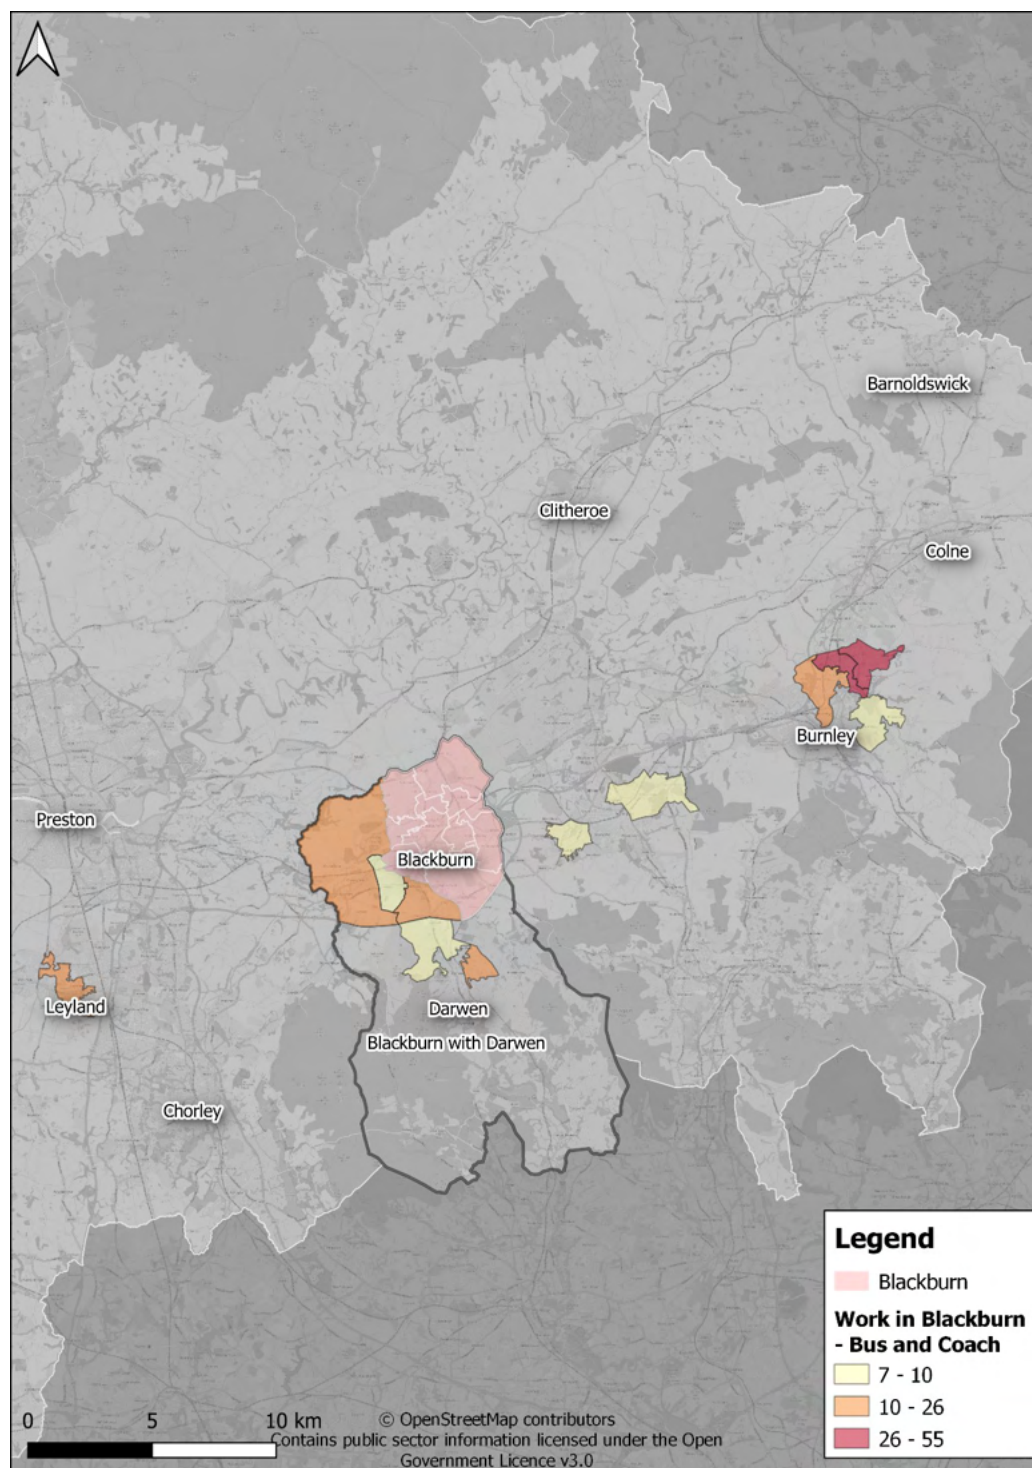 Barnoldswick
Clitheroe
Colne
Burnley
Preston
Blackburn
Leyland
Darwen
Blackburn with Darwen
Chorley
Legend
Blackburn
Work in Blackburn
- Bus and Coach
7 - 10
10 - 26
26 - 55
0 5 10 km
© OpenStreetMap contributors
Contains public sector information licensed under the Open
Government Licence v3.0